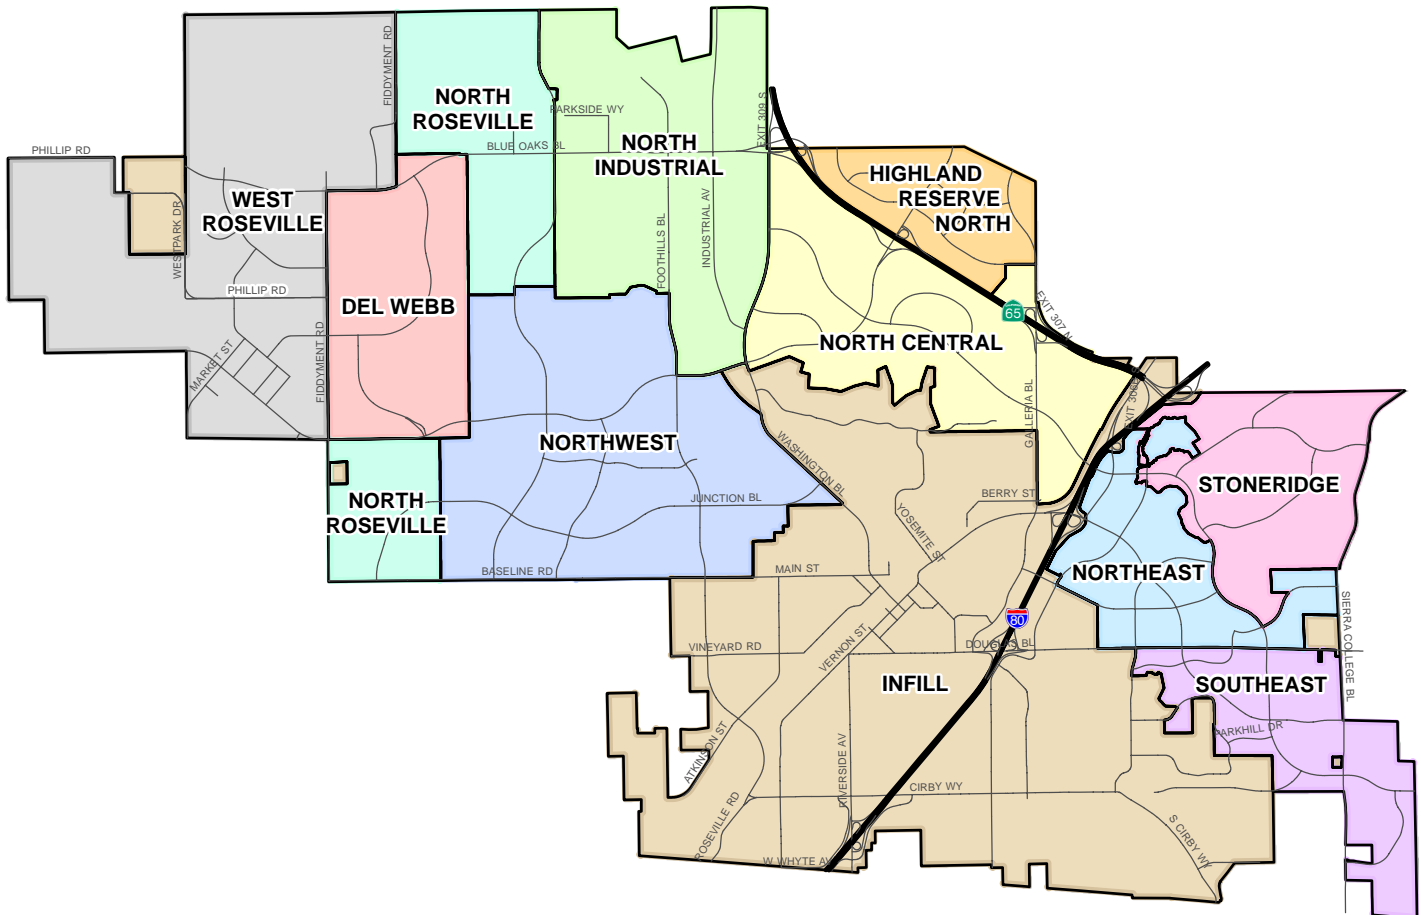 FIDDYMENT RD
NORTH
ROSEVILLE
PARKSIDE WY
EXIT 309 S
PHILLIP RD
BLUE OAKS BL
NORTH
INDUSTRIAL
HIGHLAND
RESERVE
NORTH
WEST
ROSEVILLE
WESTPARK DR
FOOTHILLS BL
INDUSTRIAL AV
PHILLIP RD
DEL WEBB
65
EXIT 307 N
NORTH CENTRAL
MARKET ST
FIDDYMENT RD
GALLERIA BL
NORTHWEST
WASHINGTON BL
STONERIDGE
NORTH
ROSEVILLE
JUNCTION BL
BERRY ST
YOSEMITE ST
BASELINE RD
MAIN ST
NORTHEAST
80
SIERRA COLLEGE BL
VINEYARD RD
VERNON ST
DOUGLAS BL
INFILL
SOUTHEAST
PARKHILL DR
ATKINSON ST
RIVERSIDE AV
CIRBY WY
ROSEVILLE RD
S CIRBY WY
W WHYTE AV